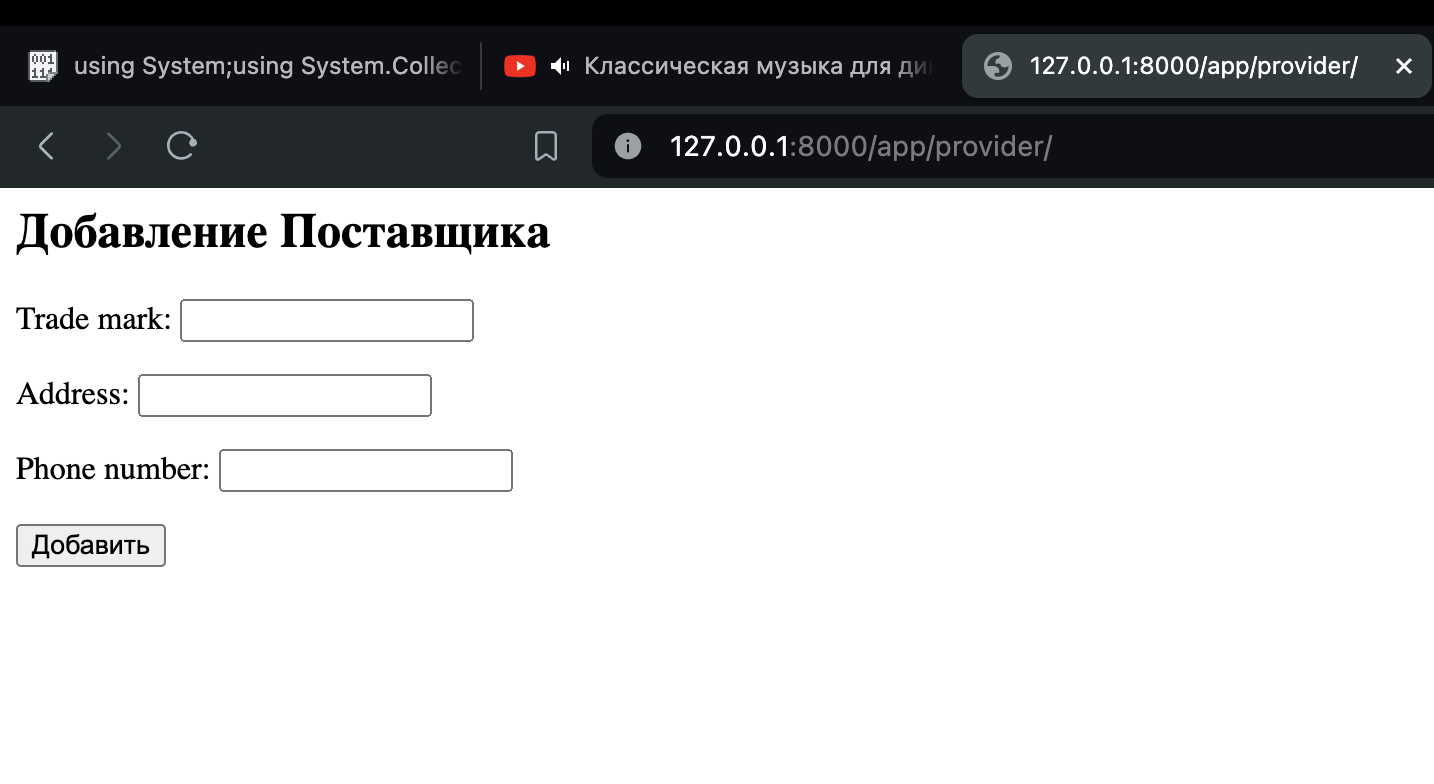 using System;using System.Collec
Классическая музыка для ди
127.0.0.1:8000/app/provider/
127.0.0.1:8000/app/provider/
Добавление Поставщика
Trade mark:
Address:
Phone number:
Добавить